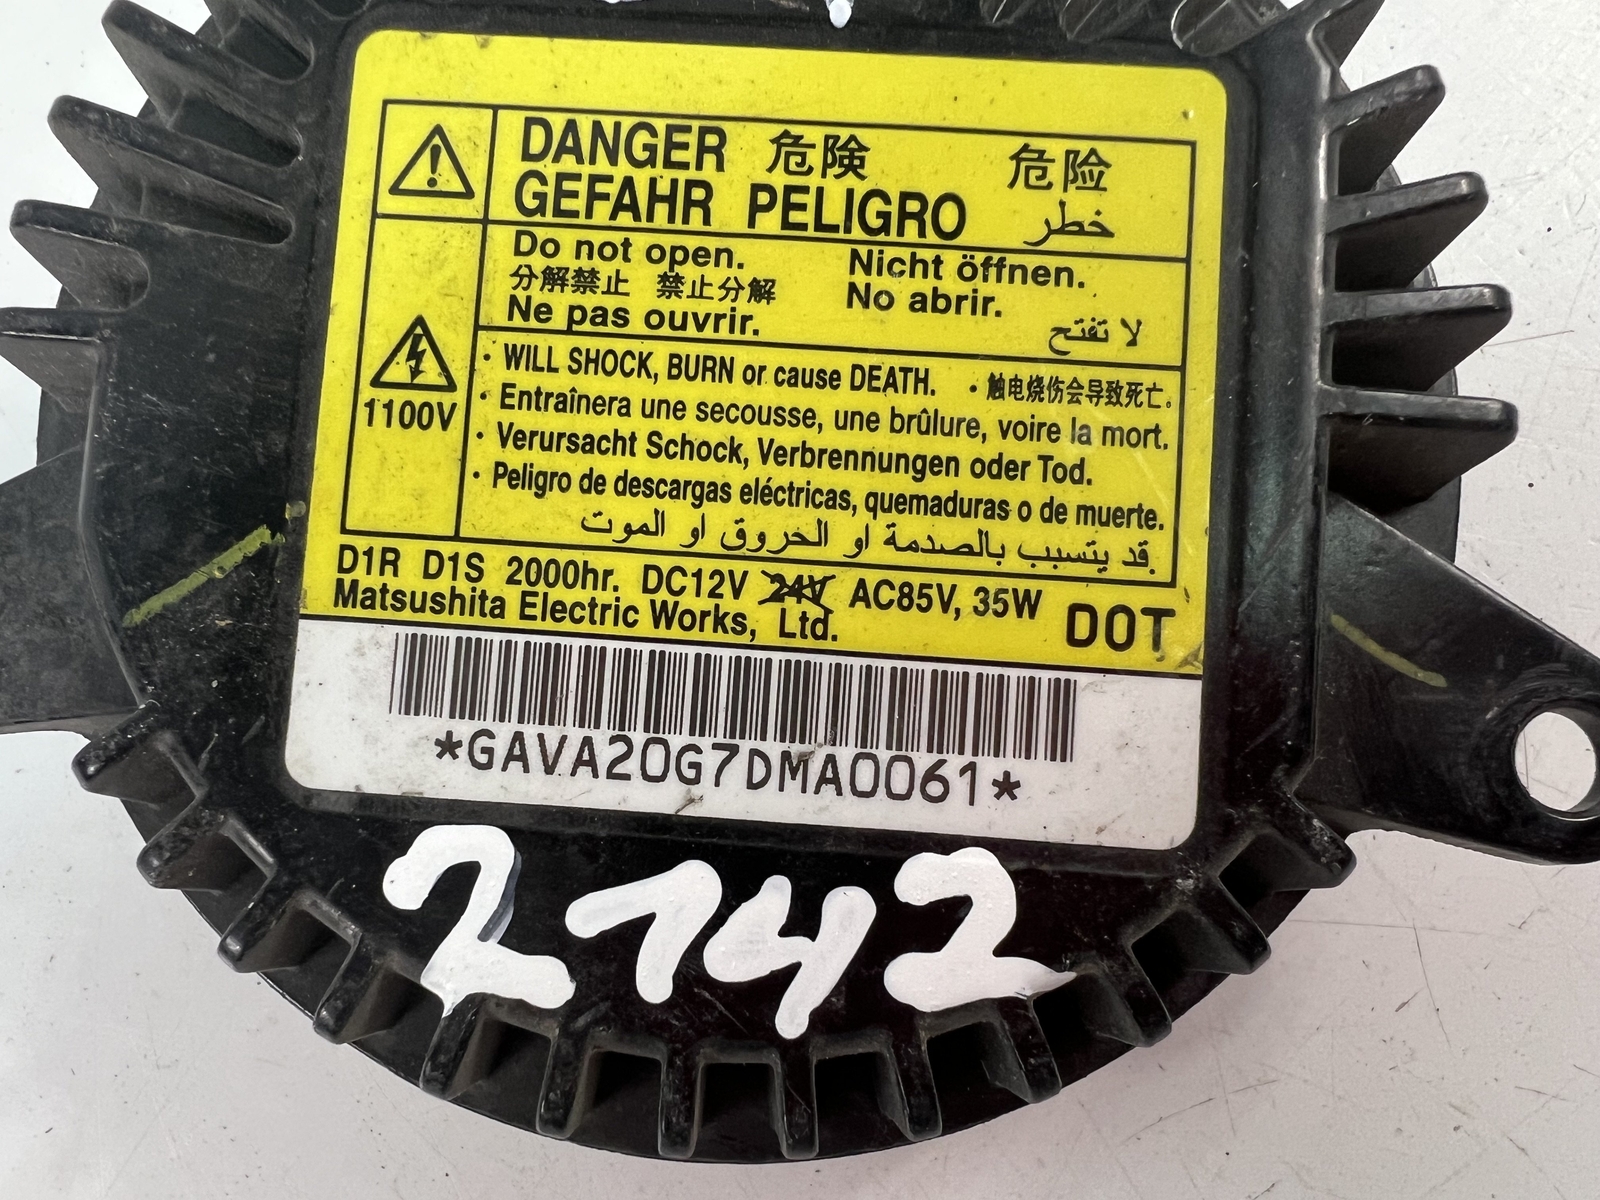 DANGER 危険 危险
GEFAHR PELIGRO خطر
Do not open. Nicht öffnen.
分解禁止 禁止分解 No abrir.
Ne pas ouvrir. لا تفتح
1100V
· WILL SHOCK, BURN or cause DEATH. · 触电烧伤会导致死亡。
· Entraînera une secousse, une brûlure, voire la mort.
· Verursacht Schock, Verbrennungen oder Tod.
· Peligro de descargas eléctricas, quemaduras o de muerte.
قد يتسبب بالصدمة او الحروق او الموت.
D1R D1S 2000hr. DC12V 24V AC85V, 35W
Matsushita Electric Works, Ltd. DOT
*GAVA20G7DMA0061*
2142